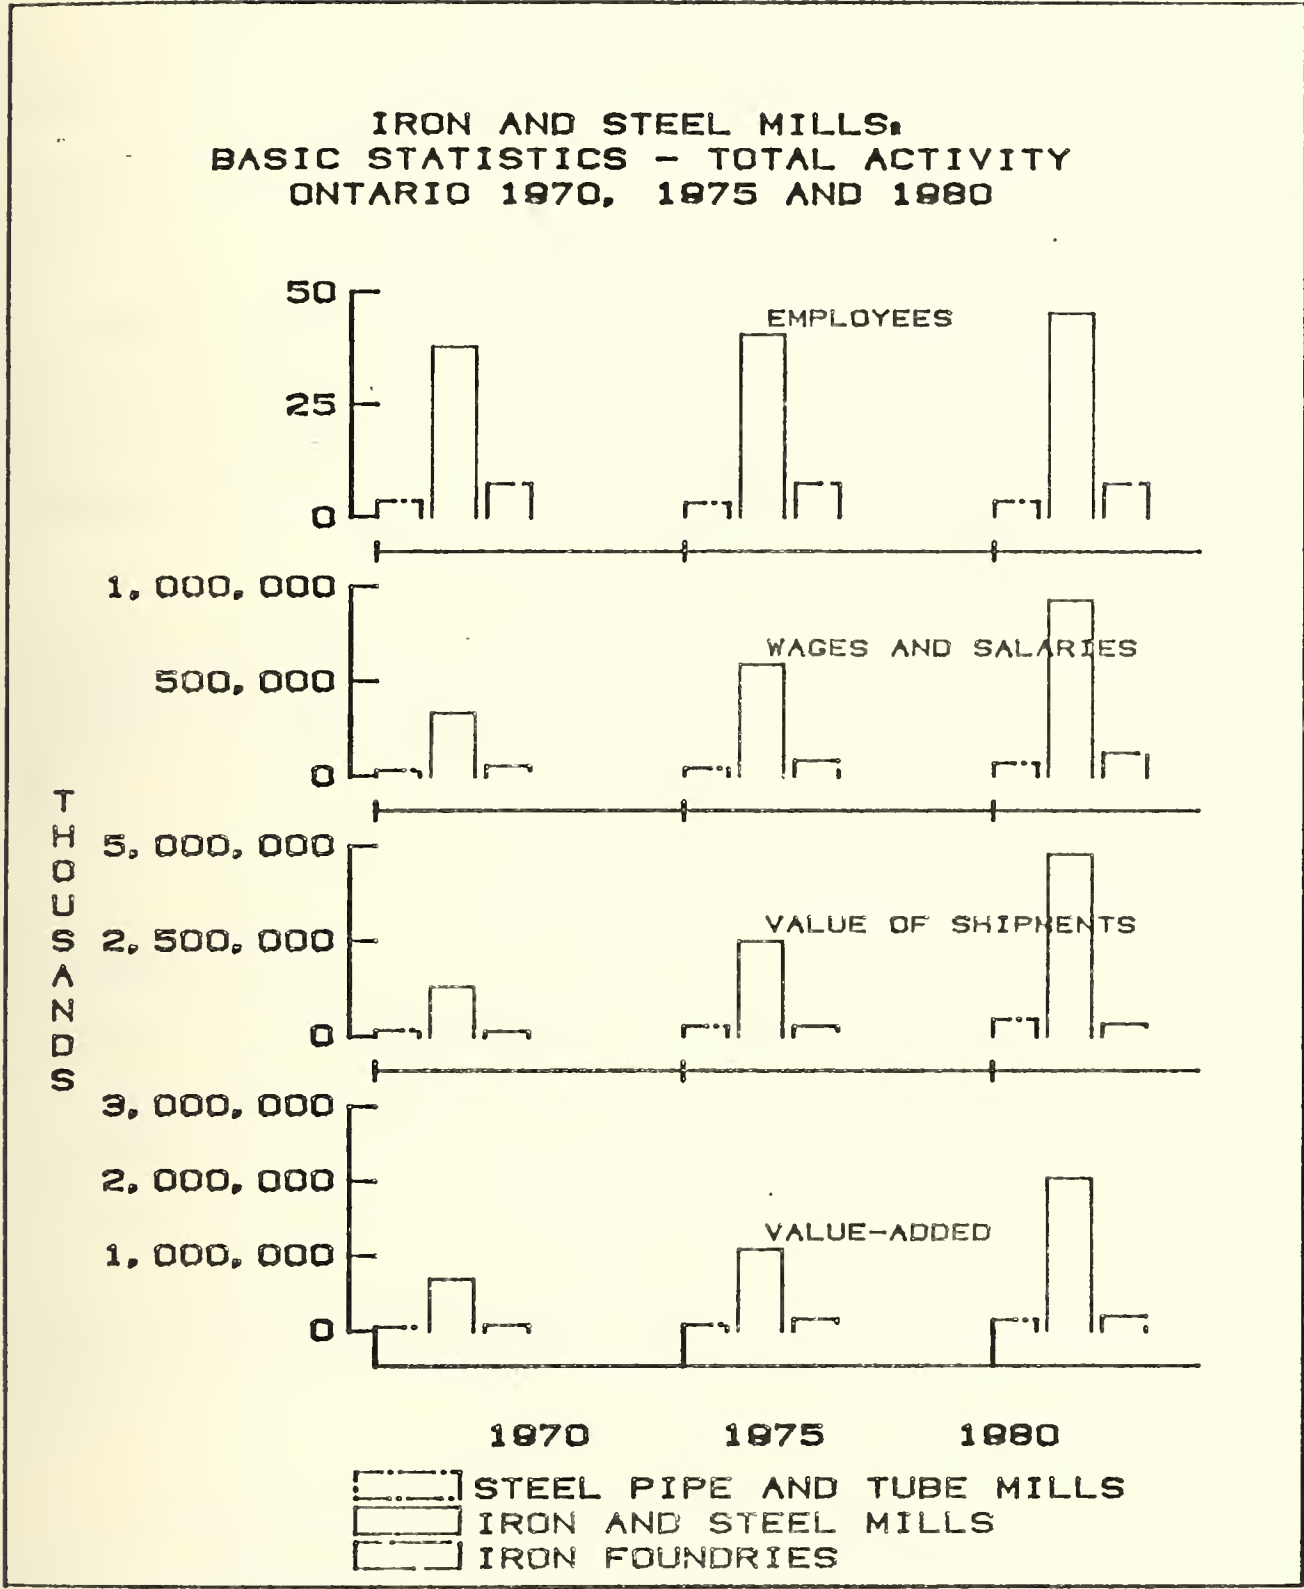 IRON AND STEEL MILLS:
BASIC STATISTICS - TOTAL ACTIVITY
ONTARIO 1970, 1975 AND 1980
50
EMPLOYEES
25
0
1,000,000
WAGES AND SALARIES
500,000
0
THOUSANDS
5,000,000
VALUE OF SHIPMENTS
2,500,000
0
3,000,000
2,000,000
VALUE-ADDED
1,000,000
0
1970 1975 1980
STEEL PIPE AND TUBE MILLS
IRON AND STEEL MILLS
IRON FOUNDRIES